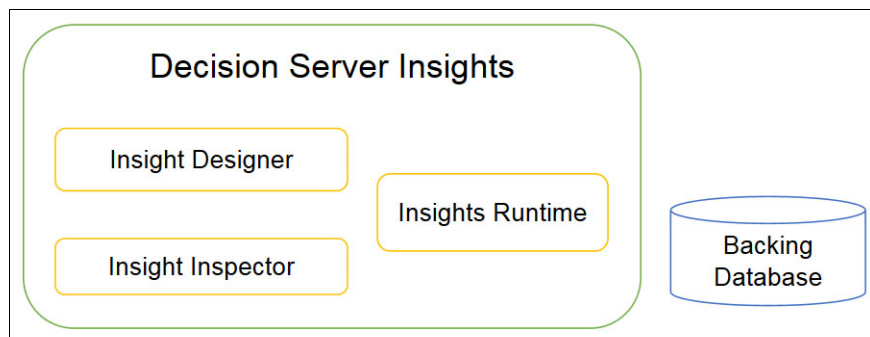 Decision Server Insights
Insight Designer
Insights Runtime
Insight Inspector
Backing
Database